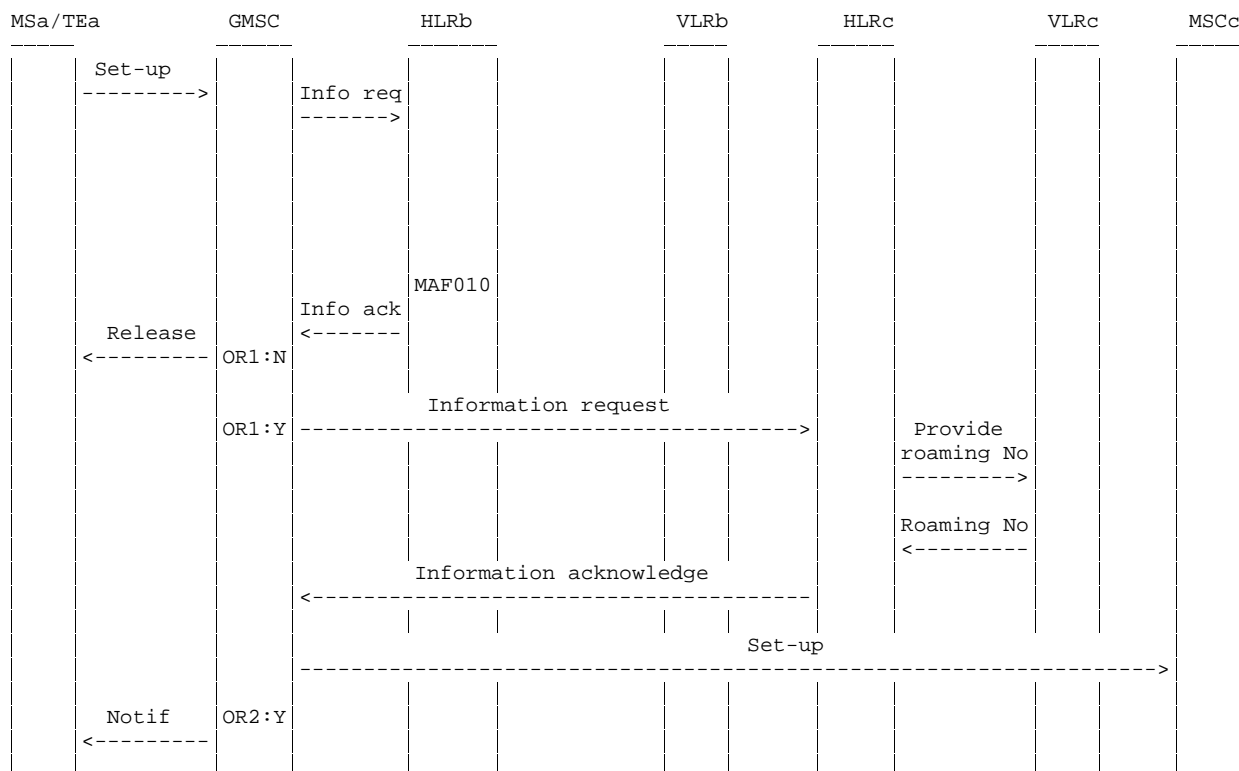 MSa/TEa GMSC HLRb VLRb HLRc VLRc MSCc
Set-up
Info req
MAF010
Info ack
Release
OR1:N
Information request
OR1:Y Provide
roaming No
Roaming No
Information acknowledge
Set-up
Notif OR2:Y